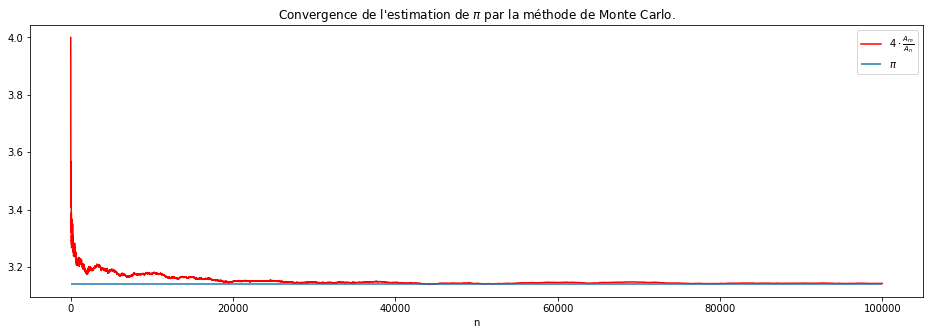 Convergence de l'estimation de π par la méthode de Monte Carlo.
4 · A_m/A_n
π
4.0
3.8
3.6
3.4
3.2
0 20000 40000 60000 80000 100000
n